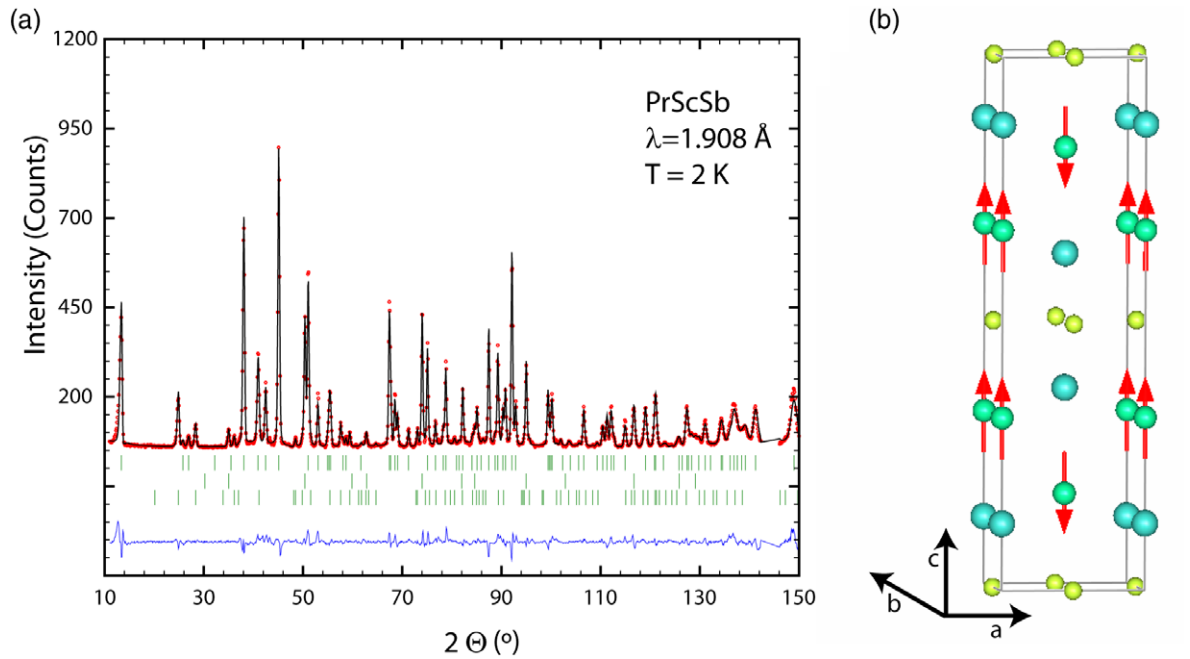 (a)
1200
950
700
450
200
Intensity (Counts)
PrScSb
λ=1.908 Å
T = 2 K
10
30
50
70
90
110
130
150
2 Θ (º)
(b)
c
b
a